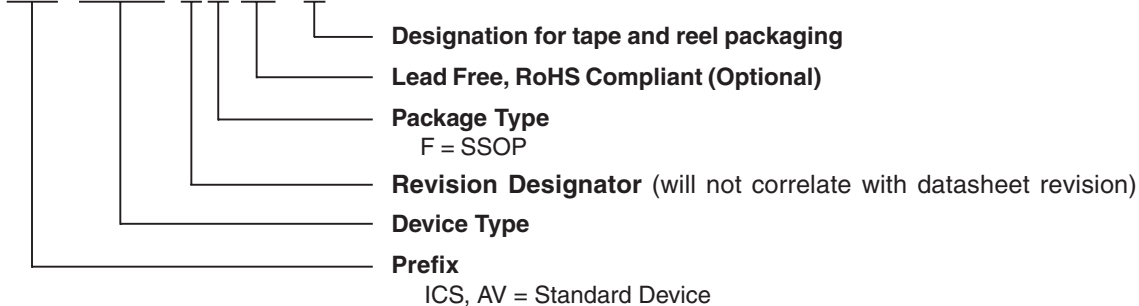 Designation for tape and reel packaging
Lead Free, RoHS Compliant (Optional)
Package Type
F = SSOP
Revision Designator (will not correlate with datasheet revision)
Device Type
Prefix
ICS, AV = Standard Device